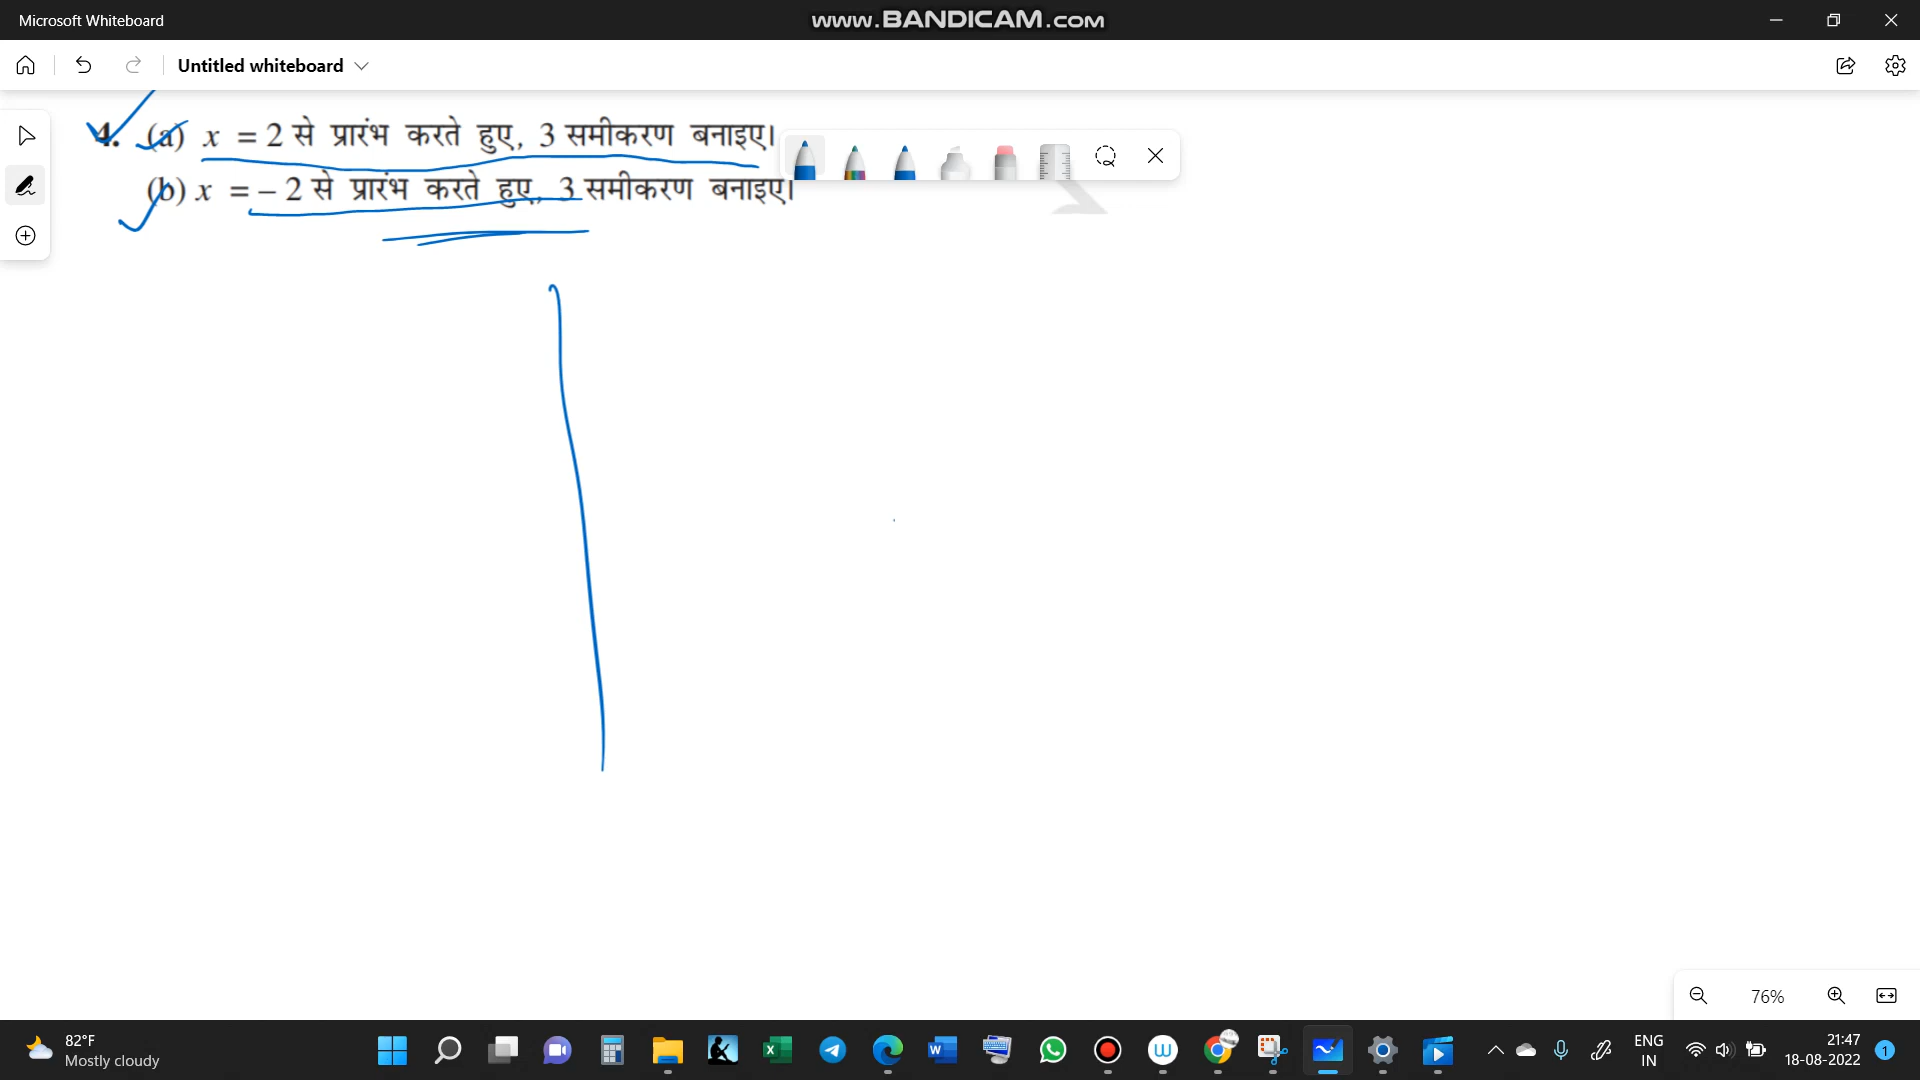 Microsoft Whiteboard
www.BANDICAM.com
Untitled whiteboard
4. (a) x = 2 से प्रारंभ करते हुए, 3 समीकरण बनाइए।
(b) x = – 2 से प्रारंभ करते हुए, 3 समीकरण बनाइए।
76%
82°F
Mostly cloudy
ENG
IN
21:47
18-08-2022
1